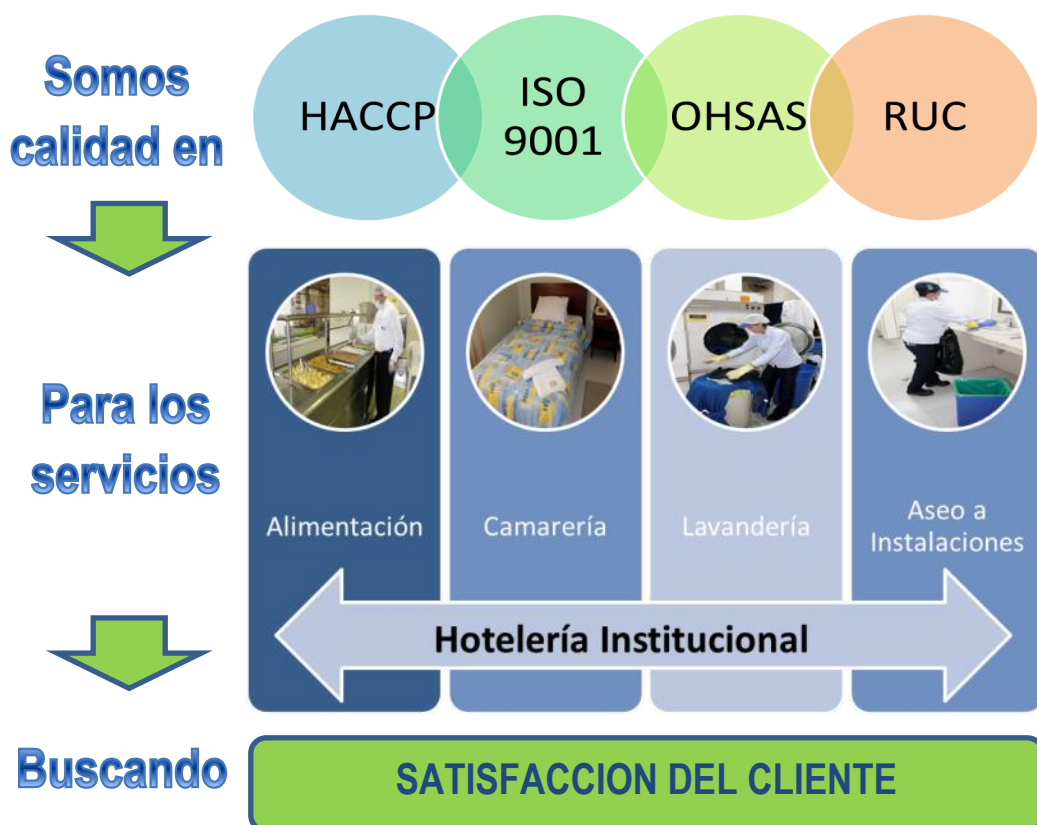 Somos
calidad en
HACCP
ISO
9001
OHSAS
RUC
Para los
servicios
Alimentación
Camarería
Lavandería
Aseo a
Instalaciones
Hotelería Institucional
Buscando
SATISFACCION DEL CLIENTE